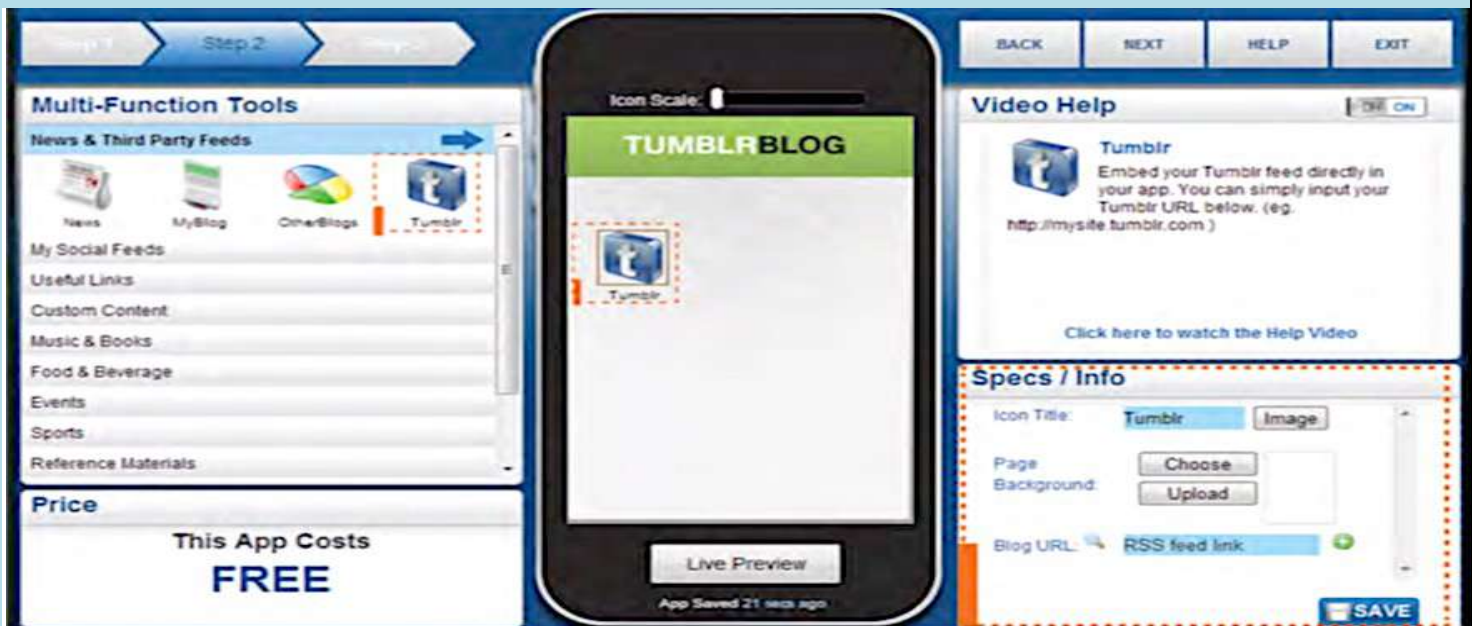 Step 2
Multi-Function Tools
News & Third Party Feeds
News
MyBlog
OtherBlogs
Tumblr
My Social Feeds
Useful Links
Custom Content
Music & Books
Food & Beverage
Events
Sports
Reference Materials
Price
This App Costs
FREE
Icon Scale:
TUMBLRBLOG
Tumblr
Live Preview
App Saved 21 secs ago
BACK NEXT HELP EXIT
Video Help
ON
Tumblr
Embed your Tumblr feed directly in
your app. You can simply input your
Tumblr URL below. (eg.
http://mysite.tumblr.com )
Click here to watch the Help Video
Specs / Info
Icon Title: Tumblr Image
Page
Background:
Choose
Upload
Blog URL: RSS feed link
SAVE